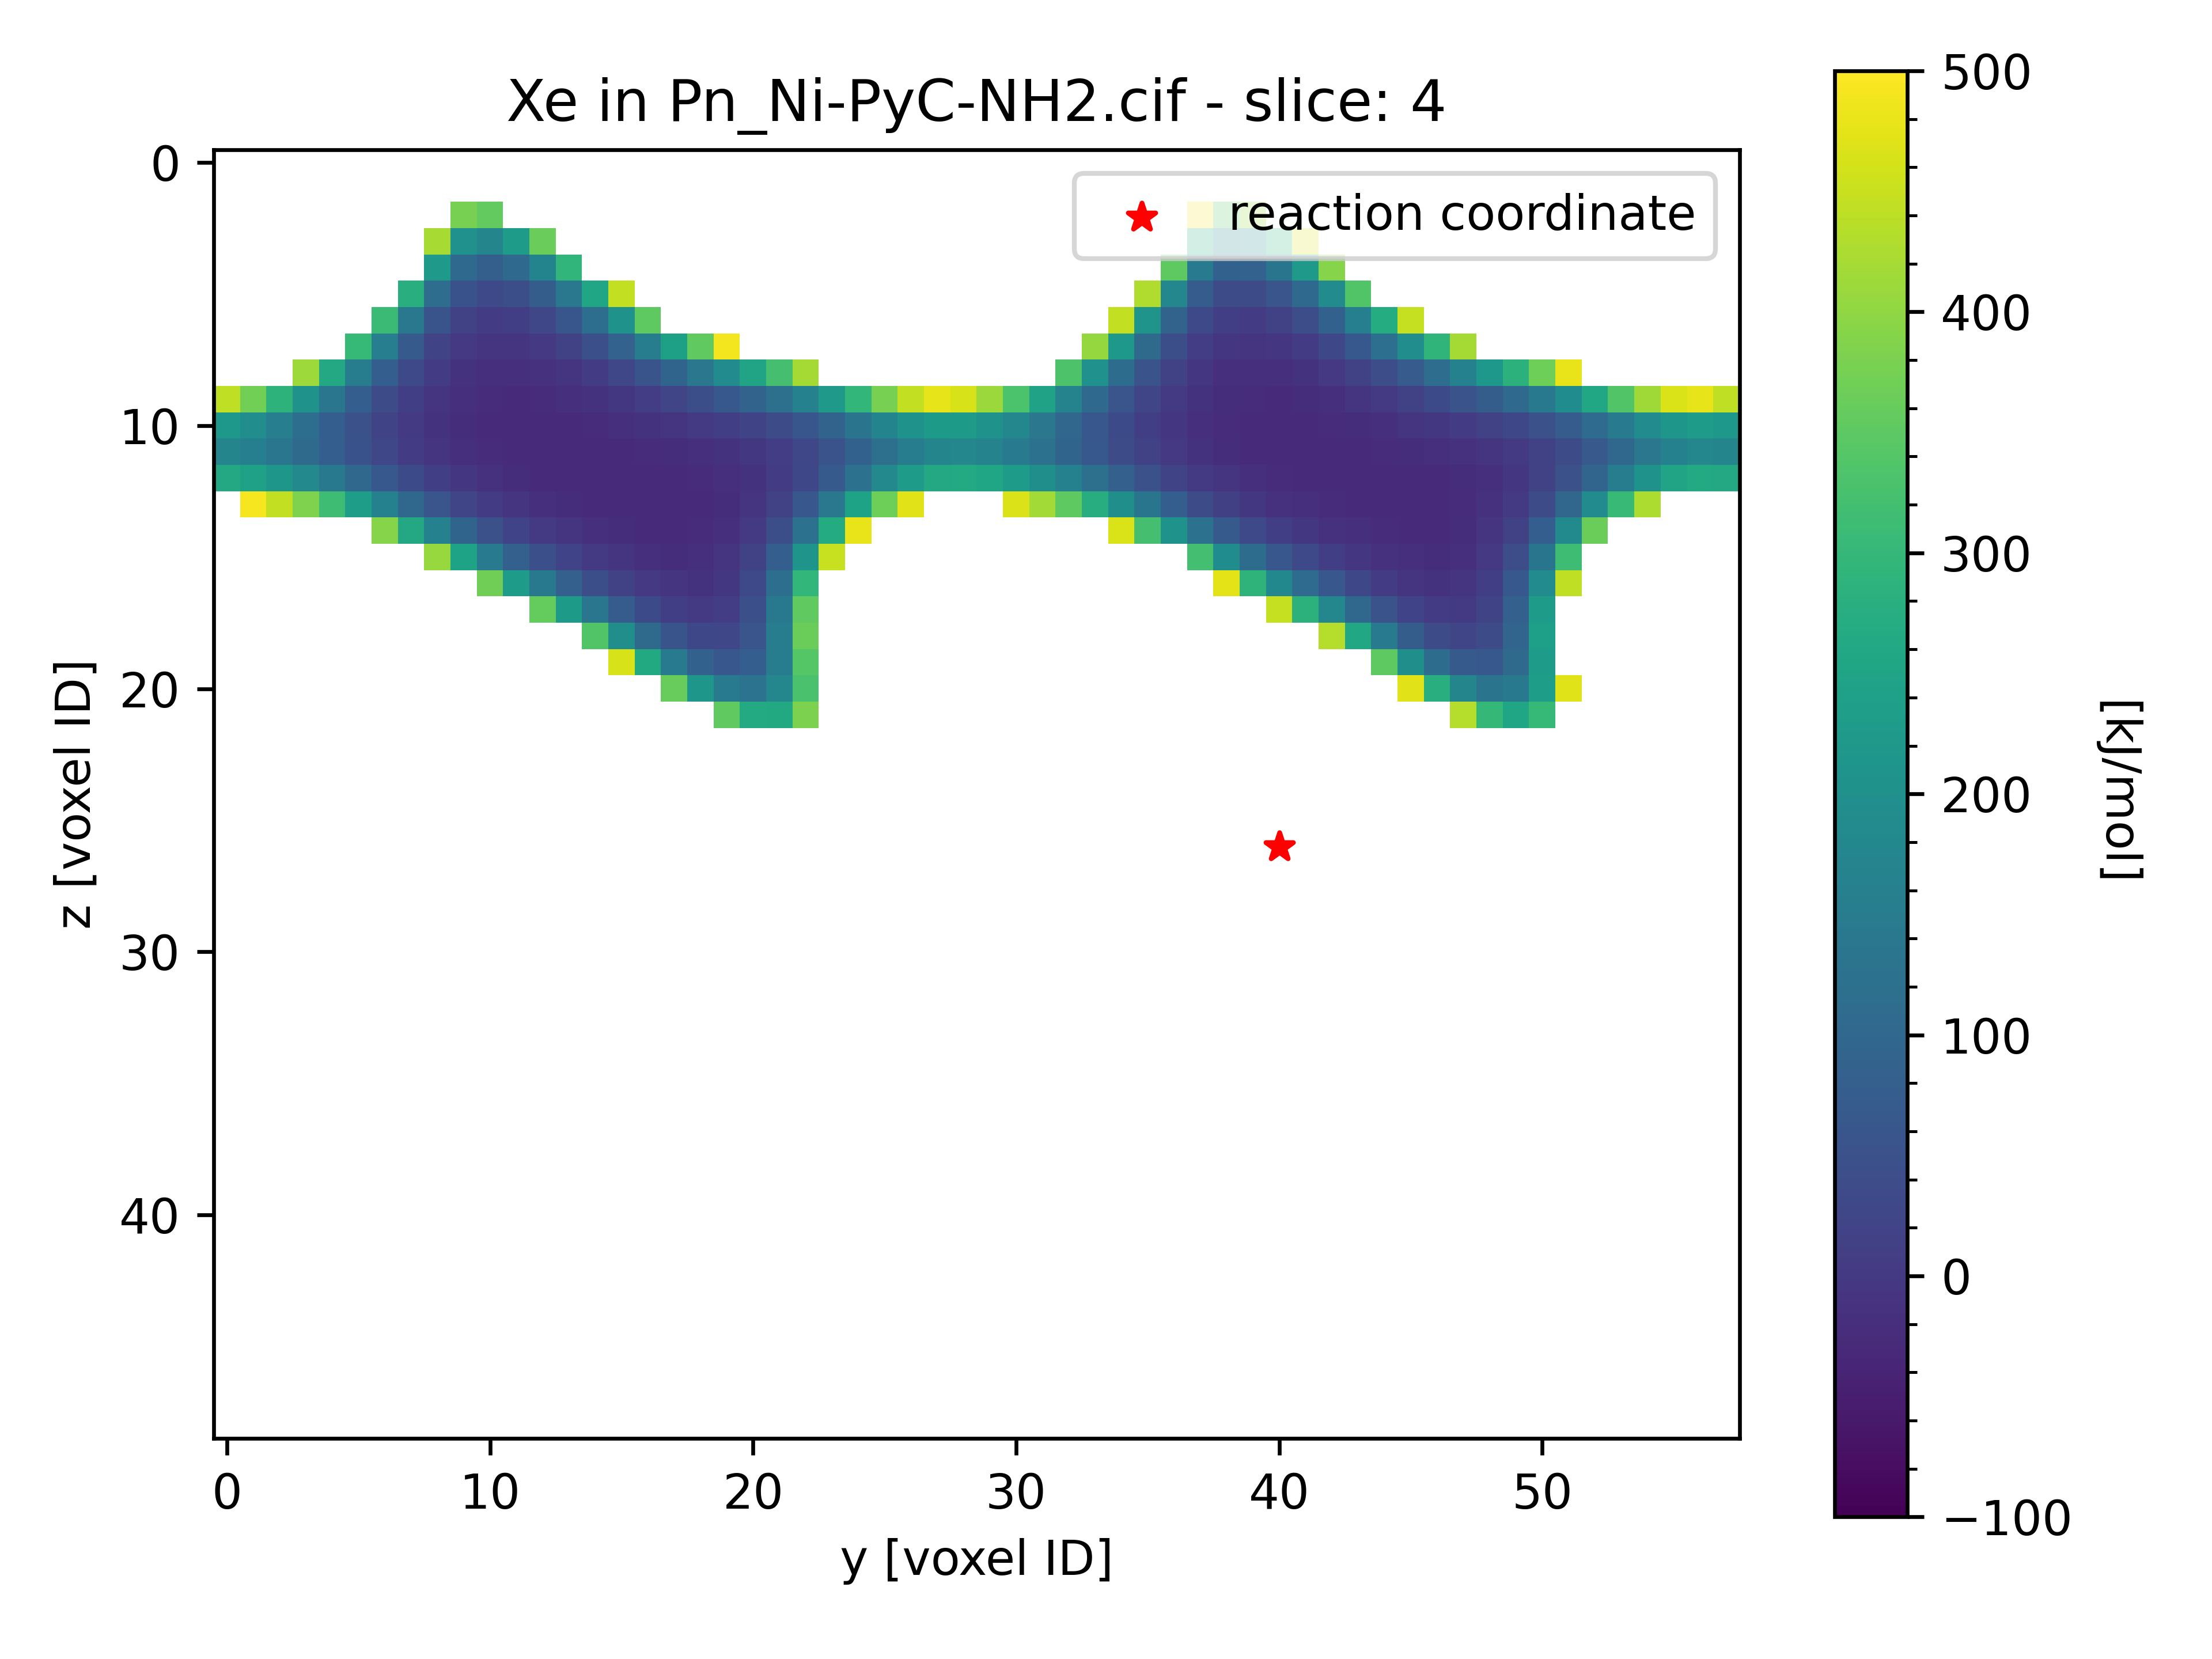 Xe in Pn_Ni-PyC-NH2.cif - slice: 4
reaction coordinate
0
10
20
30
40
z [voxel ID]
0 10 20 30 40 50
y [voxel ID]
500
400
300
200
100
0
−100
[kJ/mol]